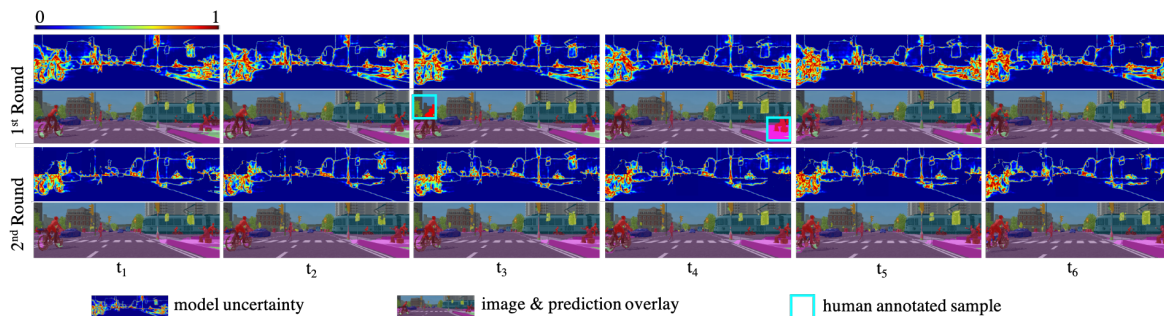 0 1
1st Round
2nd Round
t1 t2 t3 t4 t5 t6
model uncertainty image & prediction overlay human annotated sample